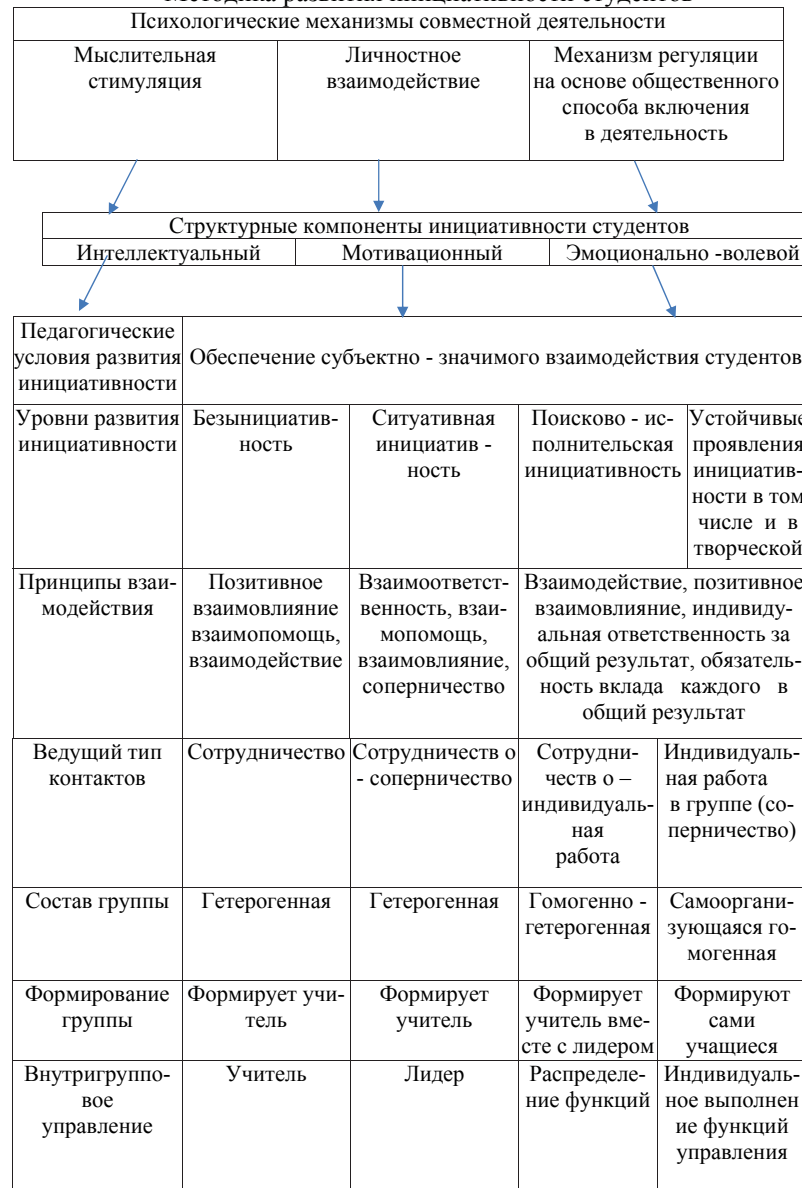 Методика развития инициативности студентов
Психологические механизмы совместной деятельности
Мыслительная
стимуляция
Личностное
взаимодействие
Механизм регуляции
на основе общественного
способа включения
в деятельность
Структурные компоненты инициативности студентов
Интеллектуальный
Мотивационный
Эмоционально -волевой
Педагогические
условия развития
инициативности
Обеспечение субъектно - значимого взаимодействия студентов
Уровни развития
инициативности
Безынициатив-
ность
Ситуативная
инициатив -
ность
Поисково - ис-
полнительская
инициативность
Устойчивые
проявления
инициатив-
ности в том
числе и в
творческой
Принципы взаи-
модействия
Позитивное
взаимовлияние
взаимопомощь,
взаимодействие
Взаимоответст-
венность, взаи-
мопомощь,
взаимовлияние,
соперничество
Взаимодействие, позитивное
взаимовлияние, индивиду-
альная ответственность за
общий результат, обязатель-
ность вклада каждого в
общий результат
Ведущий тип
контактов
Сотрудничество
Сотрудничеств о
- соперничество
Сотрудни-
честв о –
индивидуаль-
ная
работа
Индивидуаль-
ная работа
в группе (со-
перничество)
Состав группы
Гетерогенная
Гетерогенная
Гомогенно -
гетерогенная
Самооргани-
зующаяся го-
могенная
Формирование
группы
Формирует учи-
тель
Формирует
учитель
Формирует
учитель вме-
сте с лидером
Формируют
сами
учащиеся
Внутригруппо-
вое
управление
Учитель
Лидер
Распределе-
ние функций
Индивидуаль-
ное выполнен
ие функций
управления